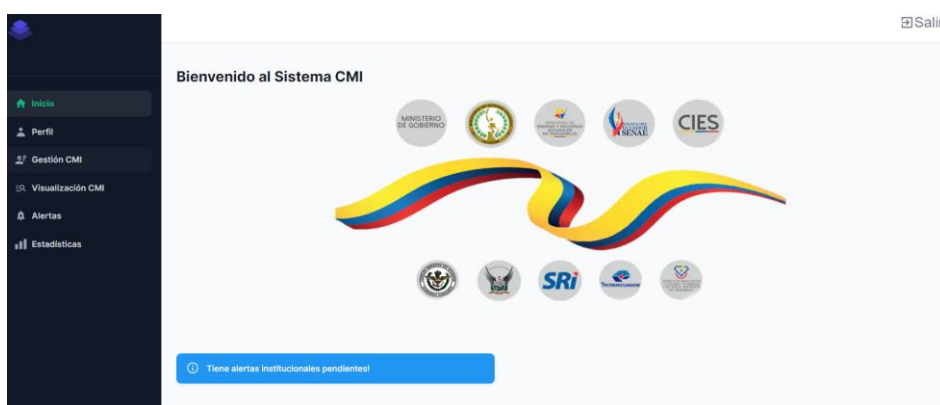 Salir
Bienvenido al Sistema CMI
Inicio
Perfil
Gestión CMI
Visualización CMI
Alertas
Estadísticas
MINISTERIO
DE GOBIERNO
SENAE
CIES
SRi
PETROECUADOR
Tiene alertas institucionales pendientes!